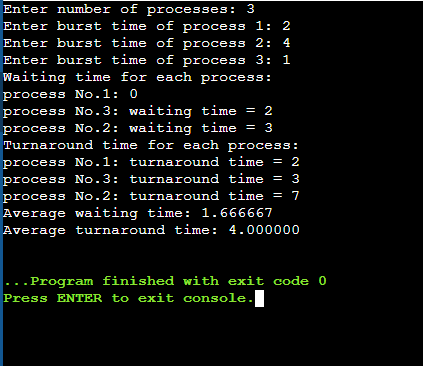 Enter number of processes: 3
Enter burst time of process 1: 2
Enter burst time of process 2: 4
Enter burst time of process 3: 1
Waiting time for each process:
process No.1: 0
process No.3: waiting time = 2
process No.2: waiting time = 3
Turnaround time for each process:
process No.1: turnaround time = 2
process No.3: turnaround time = 3
process No.2: turnaround time = 7
Average waiting time: 1.666667
Average turnaround time: 4.000000
...Program finished with exit code 0
Press ENTER to exit console.